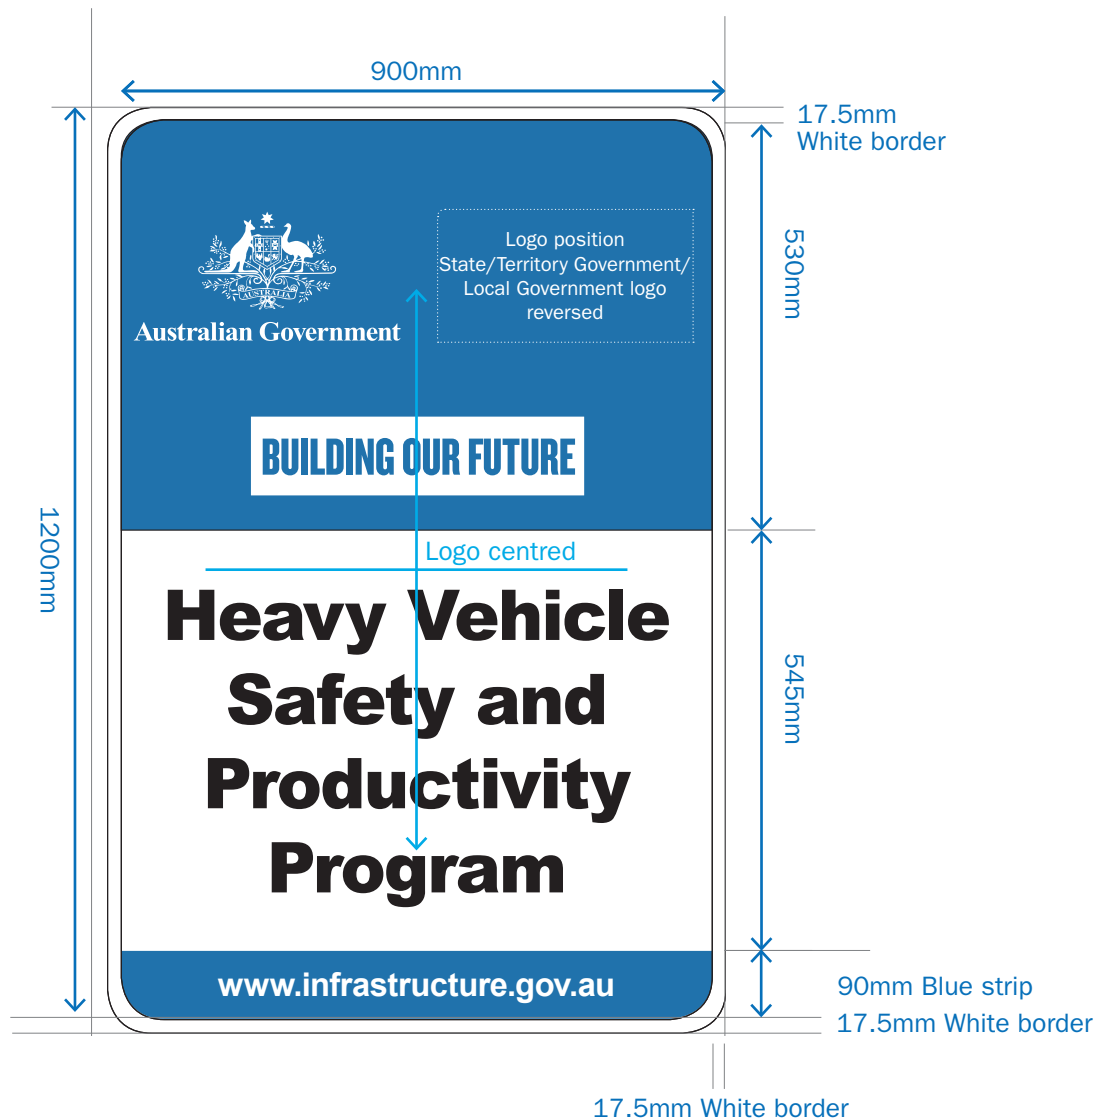 900mm
17.5mm
White border
530mm
Logo position
State/Territory Government/
Local Government logo
reversed
AUSTRALIA
Australian Government
BUILDING OUR FUTURE
1200mm
Logo centred
Heavy Vehicle
Safety and
Productivity
Program
545mm
www.infrastructure.gov.au
90mm Blue strip
17.5mm White border
17.5mm White border